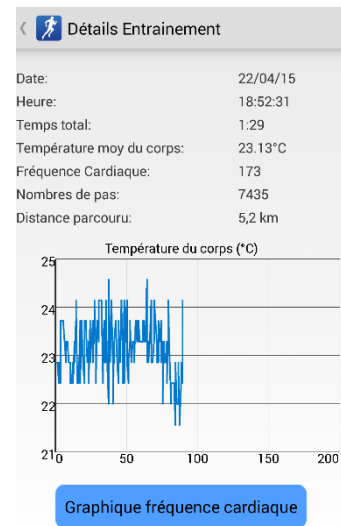 Détails Entrainement
Date: 22/04/15
Heure: 18:52:31
Temps total: 1:29
Température moy du corps: 23.13°C
Fréquence Cardiaque: 173
Nombres de pas: 7435
Distance parcouru: 5,2 km
Température du corps (°C)
25
24
23
22
21
0 50 100 150 200
Graphique fréquence cardiaque